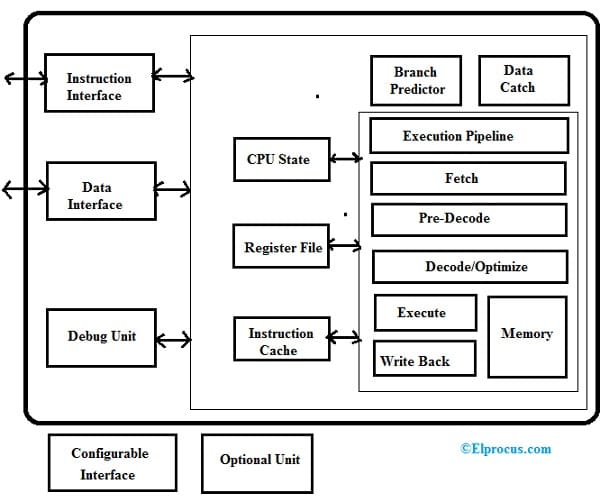 Instruction
Interface
Branch
Predictor
Data
Catch
Execution Pipeline
CPU State
Fetch
Data
Interface
Pre-Decode
Register File
Decode/Optimize
Execute
Debug Unit
Instruction
Cache
Memory
Write Back
Configurable
Interface
Optional Unit
©Elprocus.com